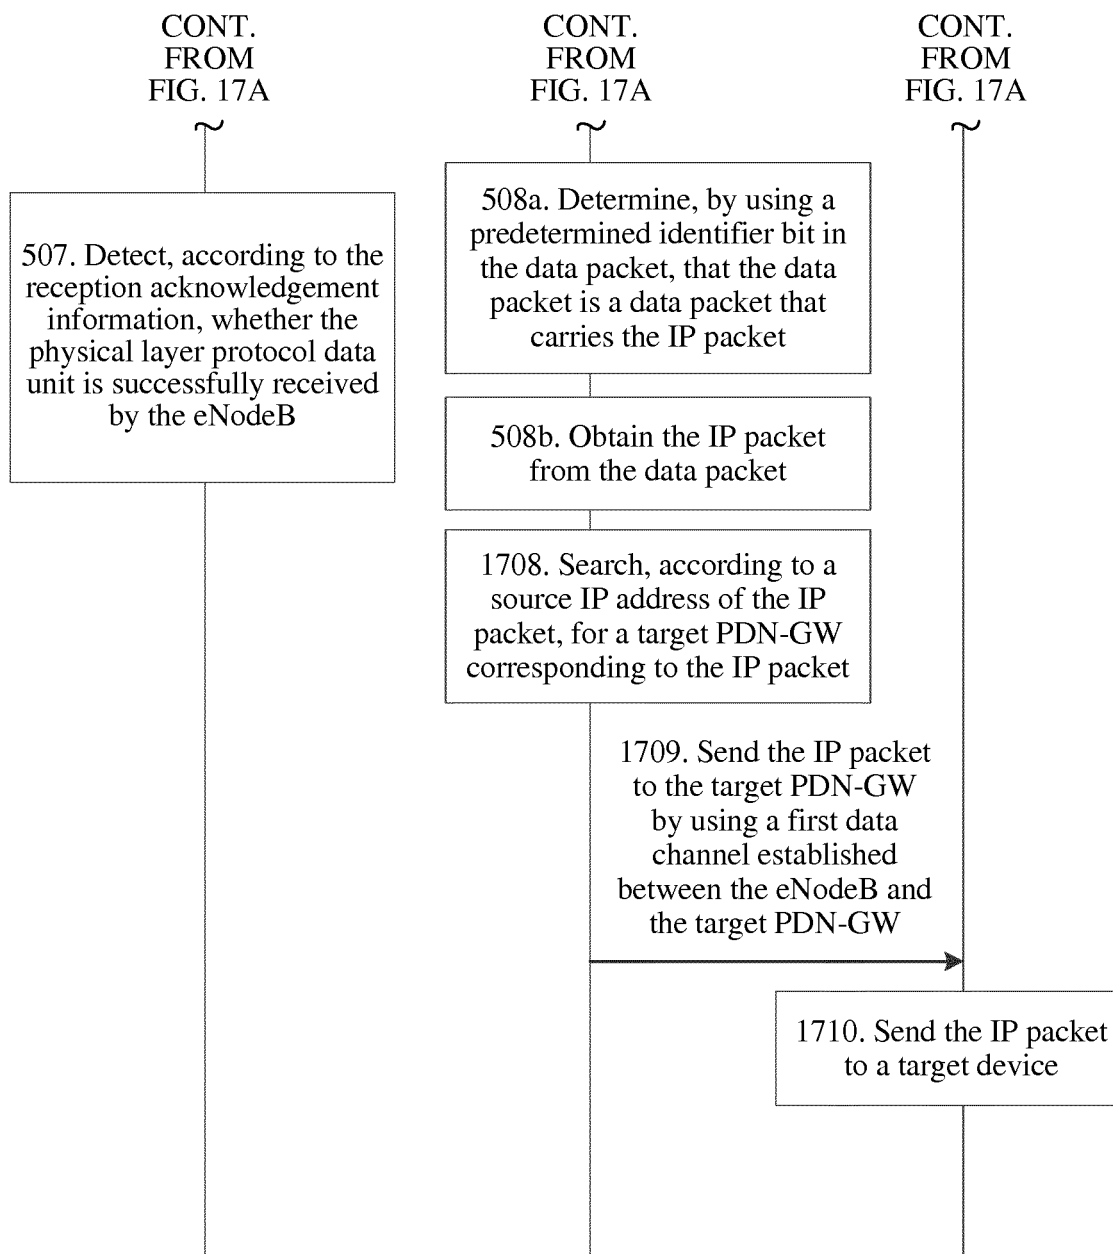 CONT.
FROM
FIG. 17A
CONT.
FROM
FIG. 17A
CONT.
FROM
FIG. 17A
507. Detect, according to the
reception acknowledgement
information, whether the
physical layer protocol data
unit is successfully received
by the eNodeB
508a. Determine, by using a
predetermined identifier bit in
the data packet, that the data
packet is a data packet that
carries the IP packet
508b. Obtain the IP packet
from the data packet
1708. Search, according to a
source IP address of the IP
packet, for a target PDN-GW
corresponding to the IP packet
1709. Send the IP packet
to the target PDN-GW
by using a first data
channel established
between the eNodeB and
the target PDN-GW
1710. Send the IP packet
to a target device